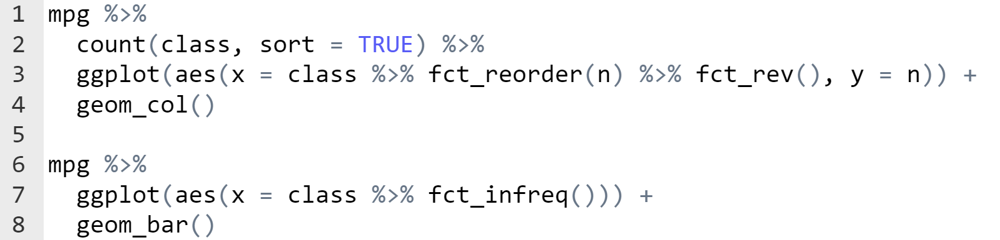 1 mpg %>%
2   count(class, sort = TRUE) %>%
3   ggplot(aes(x = class %>% fct_reorder(n) %>% fct_rev(), y = n)) +
4   geom_col()
5
6 mpg %>%
7   ggplot(aes(x = class %>% fct_infreq())) +
8   geom_bar()